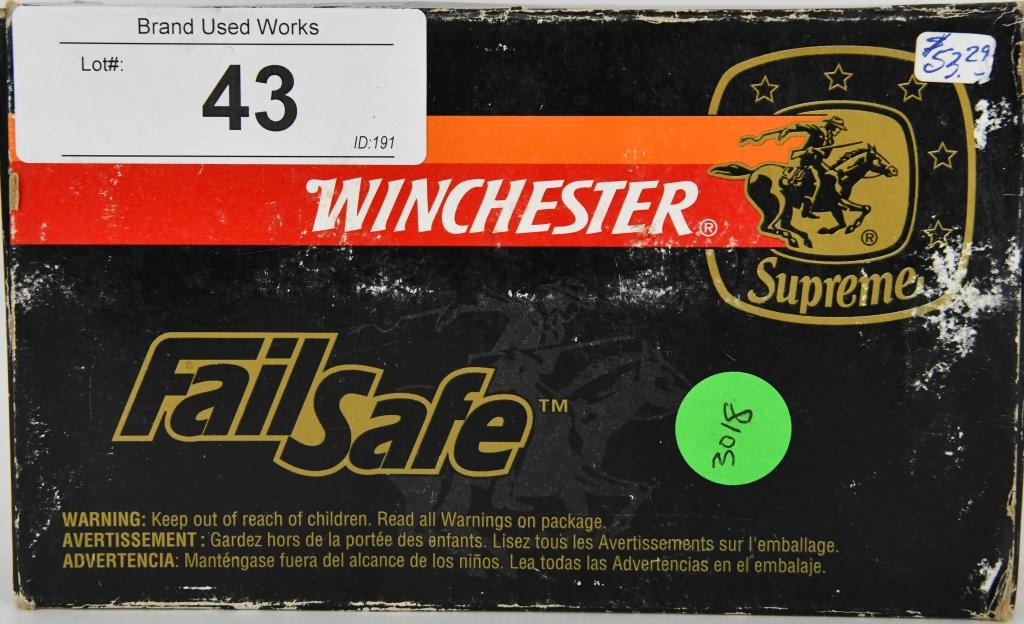 Brand Used Works
Lot#:
43
ID:191
$53.29
WINCHESTER®
®
Supreme
FailSafe™
3018
WARNING: Keep out of reach of children. Read all Warnings on package.
AVERTISSEMENT : Gardez hors de la portée des enfants. Lisez tous les Avertissements sur l'emballage.
ADVERTENCIA: Manténgase fuera del alcance de los niños. Lea todas las Advertencias en el embalaje.